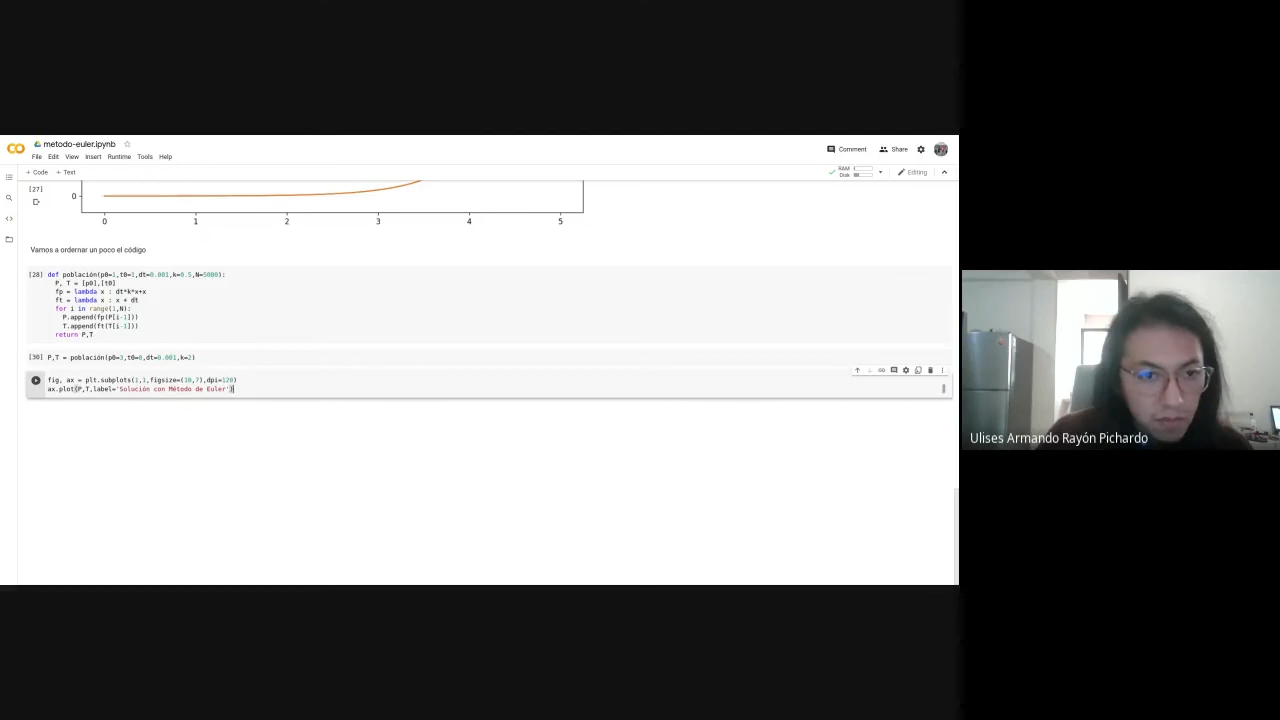 metodo-euler.ipynb
File Edit View Insert Runtime Tools Help
Comment
Share
+ Code + Text
RAM
Disk
Editing
[27]
0
0 1 2 3 4 5
Vamos a ordernar un poco el código
[28] def población(p0=1,t0=1,dt=0.001,k=0.5,N=5000):
P, T = [p0],[t0]
fp = lambda x : dt*k*x+x
ft = lambda x : x + dt
for i in range(1,N):
P.append(fp(P[i-1]))
T.append(ft(T[i-1]))
return P,T
[30] P,T = población(p0=3,t0=0,dt=0.001,k=2)
fig, ax = plt.subplots(1,1,figsize=(10,7),dpi=120)
ax.plot(P,T,label='Solución con Método de Euler')
Ulises Armando Rayón Pichardo